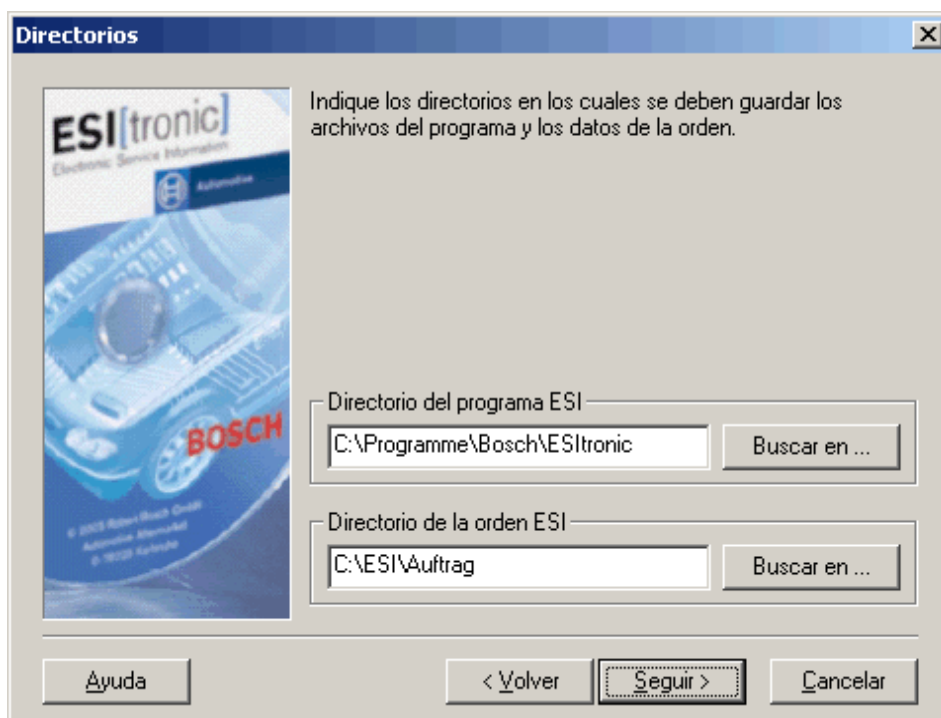 Directorios
ESI[tronic]
Electronic Service Information
Automotive
BOSCH
Indique los directorios en los cuales se deben guardar los
archivos del programa y los datos de la orden.
Directorio del programa ESI
C:\Programme\Bosch\ESItronic
Buscar en ...
Directorio de la orden ESI
C:\ESI\Auftrag
Buscar en ...
Ayuda
< Volver
Seguir >
Cancelar